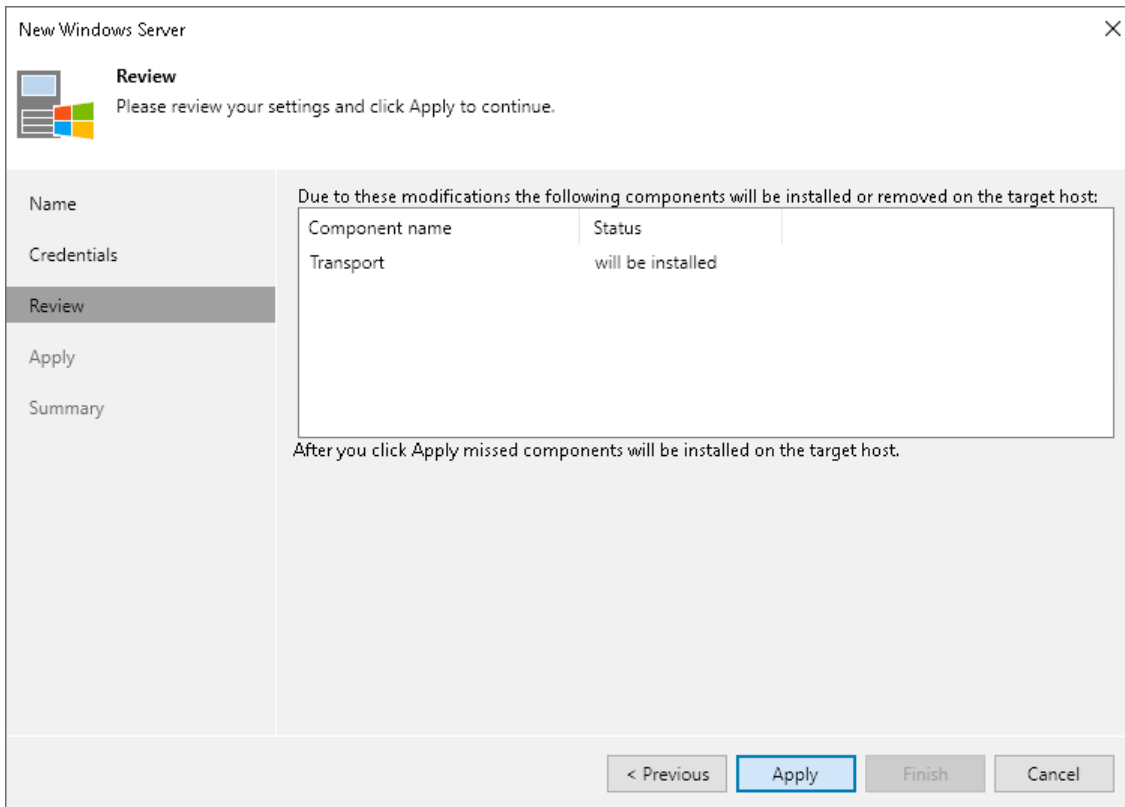 New Windows Server
Review
Please review your settings and click Apply to continue.
Name
Credentials
Review
Apply
Summary
Due to these modifications the following components will be installed or removed on the target host:
Component name Status
Transport will be installed
After you click Apply missed components will be installed on the target host.
< Previous Apply Finish Cancel